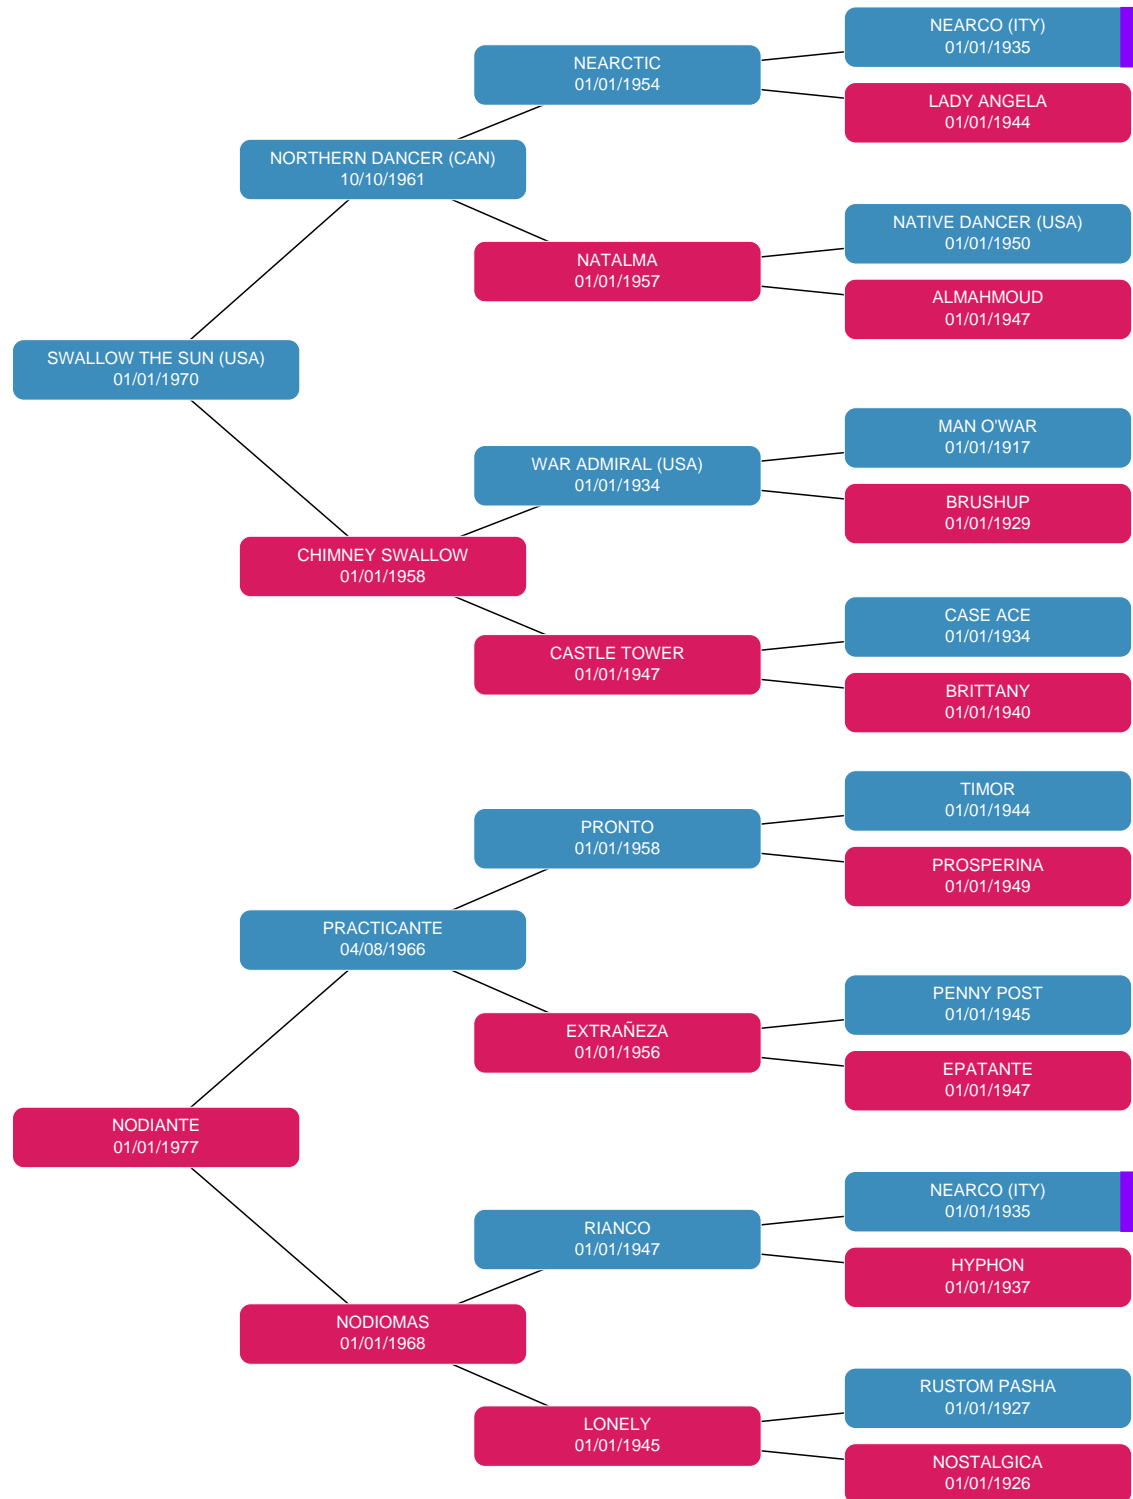 NEARCO (ITY)
01/01/1935
NEARCTIC
01/01/1954
LADY ANGELA
01/01/1944
NORTHERN DANCER (CAN)
10/10/1961
NATIVE DANCER (USA)
01/01/1950
NATALMA
01/01/1957
ALMAHMOUD
01/01/1947
SWALLOW THE SUN (USA)
01/01/1970
MAN O'WAR
01/01/1917
WAR ADMIRAL (USA)
01/01/1934
BRUSHUP
01/01/1929
CHIMNEY SWALLOW
01/01/1958
CASE ACE
01/01/1934
CASTLE TOWER
01/01/1947
BRITTANY
01/01/1940
TIMOR
01/01/1944
PRONTO
01/01/1958
PROSPERINA
01/01/1949
PRACTICANTE
04/08/1966
PENNY POST
01/01/1945
EXTRAÑEZA
01/01/1956
EPATANTE
01/01/1947
NODIANTE
01/01/1977
NEARCO (ITY)
01/01/1935
RIANCO
01/01/1947
HYPHON
01/01/1937
NODIOMAS
01/01/1968
RUSTOM PASHA
01/01/1927
LONELY
01/01/1945
NOSTALGICA
01/01/1926